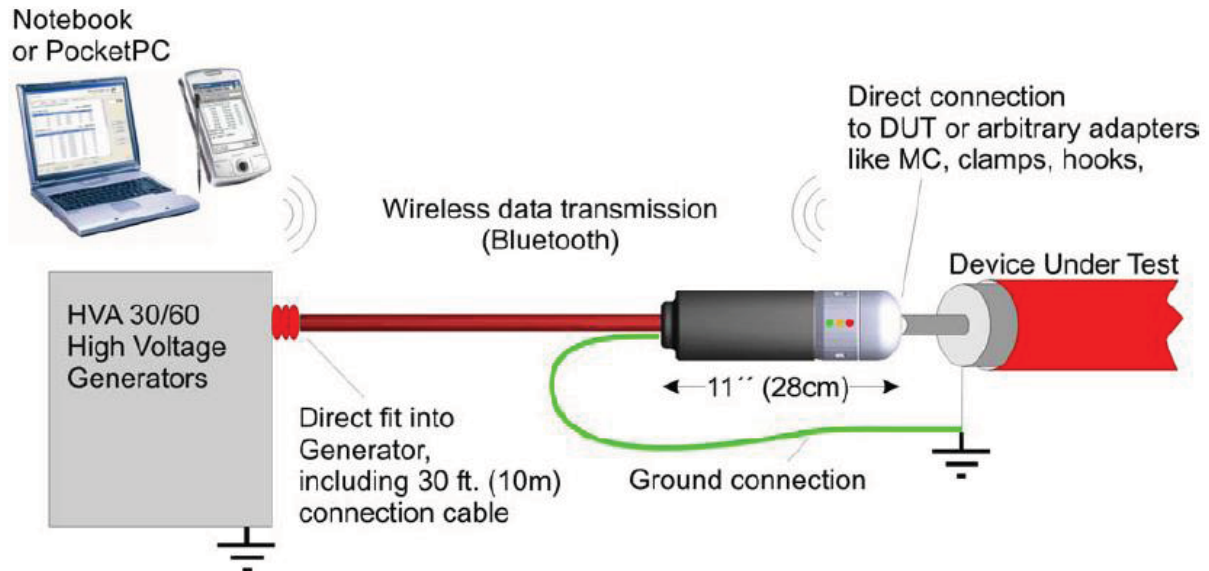 Notebook
or PocketPC
Direct connection
to DUT or arbitrary adapters
like MC, clamps, hooks,
Wireless data transmission
(Bluetooth)
Device Under Test
HVA 30/60
High Voltage
Generators
11´´ (28cm)
Direct fit into
Generator,
including 30 ft. (10m)
connection cable
Ground connection